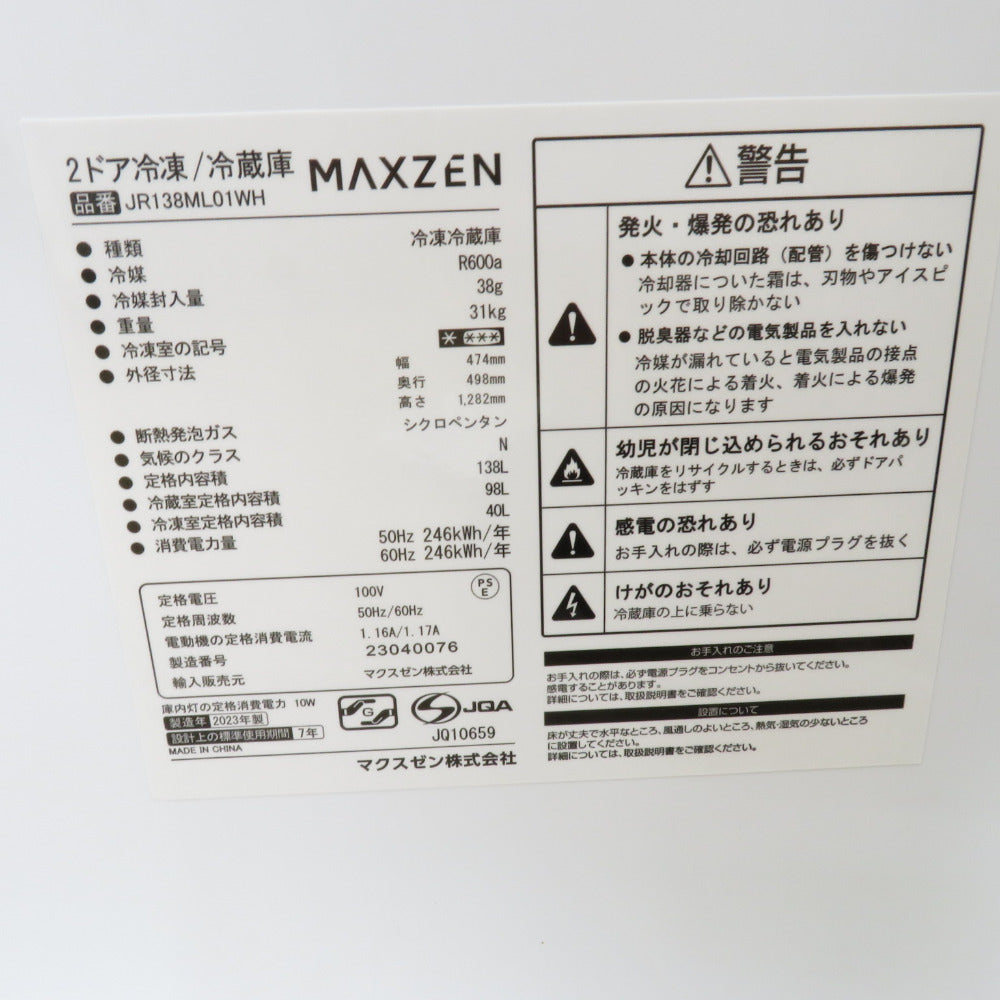 2ドア冷凍/冷蔵庫 MAXZEN
品番 JR138ML01WH
● 種類 冷凍冷蔵庫
● 冷媒 R600a
● 冷媒封入量 38g
● 重量 31kg
● 冷凍室の記号 * ***
● 外径寸法 幅 474mm
奥行 498mm
高さ 1,282mm
● 断熱発泡ガス シクロペンタン
● 気候のクラス N
● 定格内容積 138L
● 冷蔵室定格内容積 98L
● 冷凍室定格内容積 40L
● 消費電力量 50Hz 246kWh/年
60Hz 246kWh/年
定格電圧 100V
PS E
定格周波数 50Hz/60Hz
電動機の定格消費電流 1.16A/1.17A
製造番号 23040076
輸入販売元 マクスゼン株式会社
庫内灯の定格消費電力 10W
製造年 2023年製
設計上の標準使用期間 7年
MADE IN CHINA
G
S JQA
JQ10659
マクスゼン株式会社
警告
発火・爆発の恐れあり
● 本体の冷却回路（配管）を傷つけない
冷却器についた霜は、刃物やアイスピ
ックで取り除かない
● 脱臭器などの電気製品を入れない
冷媒が漏れていると電気製品の接点
の火花による着火、着火による爆発
の原因になります
幼児が閉じ込められるおそれあり
冷蔵庫をリサイクルするときは、必ずドアパ
ッキンをはずす
感電の恐れあり
お手入れの際は、必ず電源プラグを抜く
けがのおそれあり
冷蔵庫の上に乗らない
お手入れのご注意
お手入れの際は、必ず電源プラグをコンセントから抜いてください。
感電することがあります。
詳細については、取扱説明書をご確認ください。
設置について
床が丈夫で水平なところ、風通しのよいところ、熱気・湿気の少ないところ
に設置してください。
詳細については、取扱説明書をご確認ください。